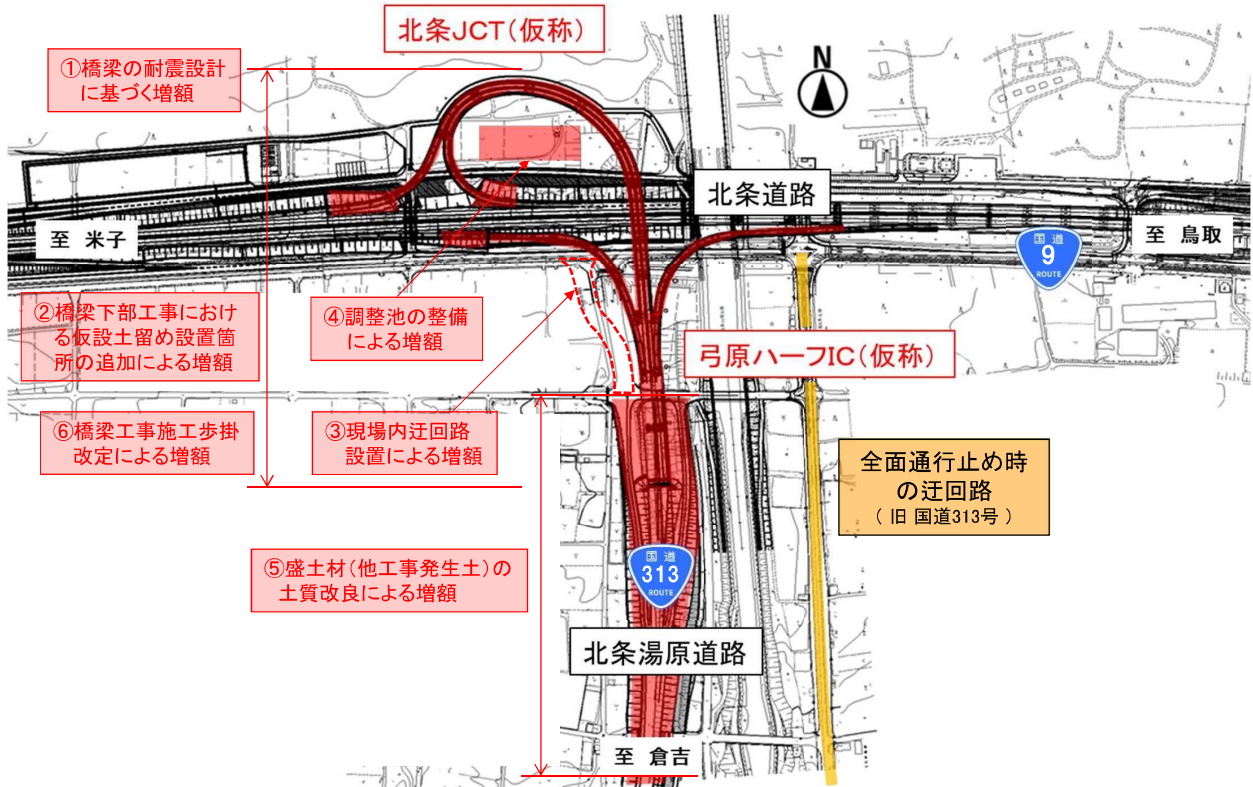 北条JCT（仮称）
①橋梁の耐震設計
に基づく増額
N
北条道路
至 米子
国道
9
ROUTE
至 鳥取
②橋梁下部工事におけ
る仮設土留め設置箇
所の追加による増額
④調整池の整備
による増額
弓原ハーフIC（仮称）
⑥橋梁工事施工歩掛
改定による増額
③現場内迂回路
設置による増額
全面通行止め時
の迂回路
（ 旧 国道313号 ）
⑤盛土材（他工事発生土）の
土質改良による増額
国道
313
ROUTE
北条湯原道路
至 倉吉